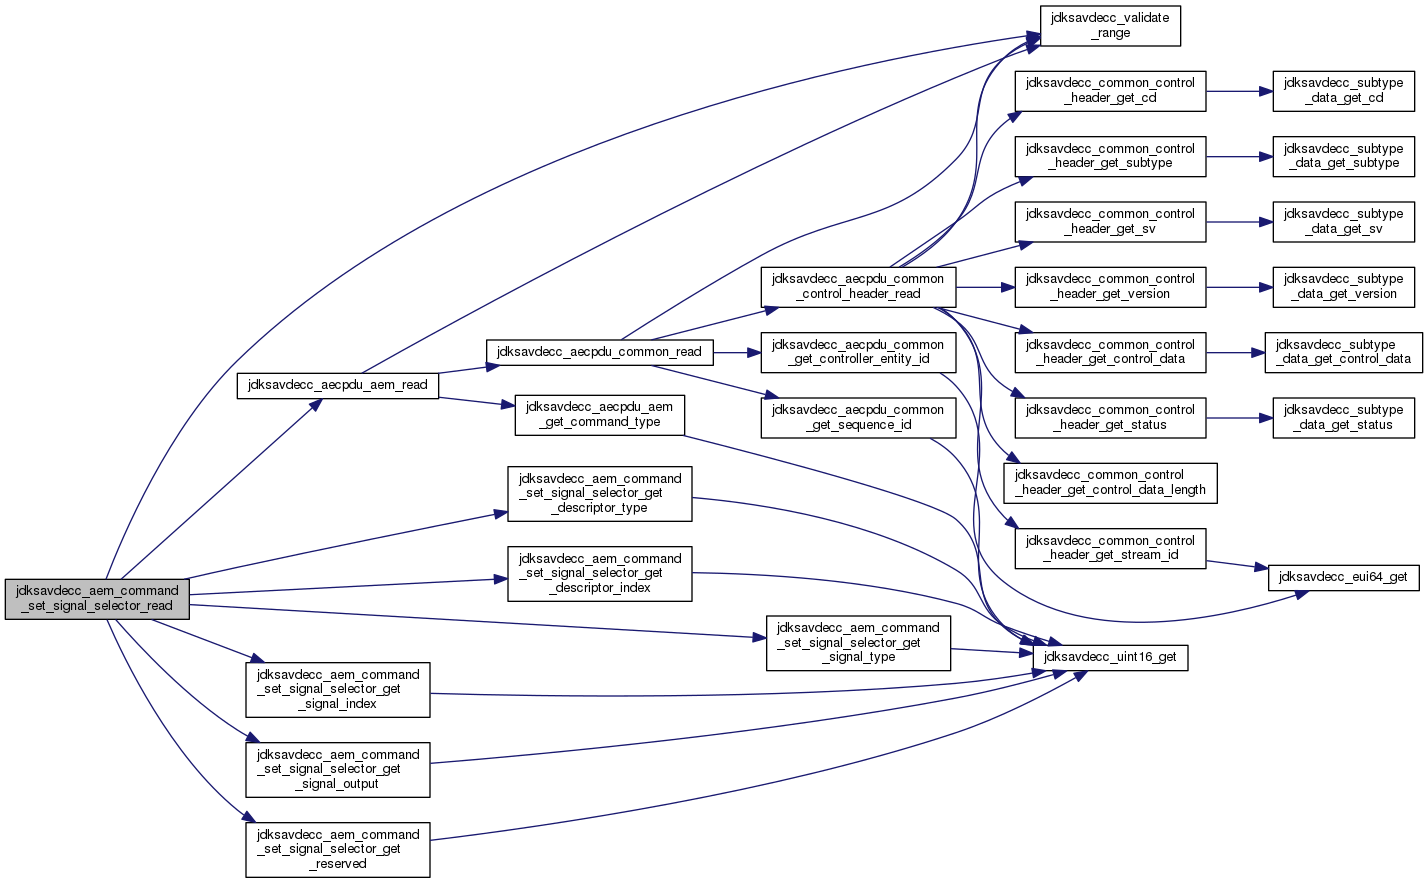 jdksavdecc_validate
_range
jdksavdecc_common_control
_header_get_cd
jdksavdecc_subtype
_data_get_cd
jdksavdecc_common_control
_header_get_subtype
jdksavdecc_subtype
_data_get_subtype
jdksavdecc_common_control
_header_get_sv
jdksavdecc_subtype
_data_get_sv
jdksavdecc_aecpdu_common
_control_header_read
jdksavdecc_common_control
_header_get_version
jdksavdecc_subtype
_data_get_version
jdksavdecc_aecpdu_common_read
jdksavdecc_aecpdu_common
_get_controller_entity_id
jdksavdecc_common_control
_header_get_control_data
jdksavdecc_subtype
_data_get_control_data
jdksavdecc_aecpdu_aem_read
jdksavdecc_aecpdu_aem
_get_command_type
jdksavdecc_aecpdu_common
_get_sequence_id
jdksavdecc_common_control
_header_get_status
jdksavdecc_subtype
_data_get_status
jdksavdecc_aem_command
_set_signal_selector_get
_descriptor_type
jdksavdecc_common_control
_header_get_control_data_length
jdksavdecc_aem_command
_set_signal_selector_get
_descriptor_index
jdksavdecc_common_control
_header_get_stream_id
jdksavdecc_eui64_get
jdksavdecc_aem_command
_set_signal_selector_read
jdksavdecc_aem_command
_set_signal_selector_get
_signal_type
jdksavdecc_uint16_get
jdksavdecc_aem_command
_set_signal_selector_get
_signal_index
jdksavdecc_aem_command
_set_signal_selector_get
_signal_output
jdksavdecc_aem_command
_set_signal_selector_get
_reserved